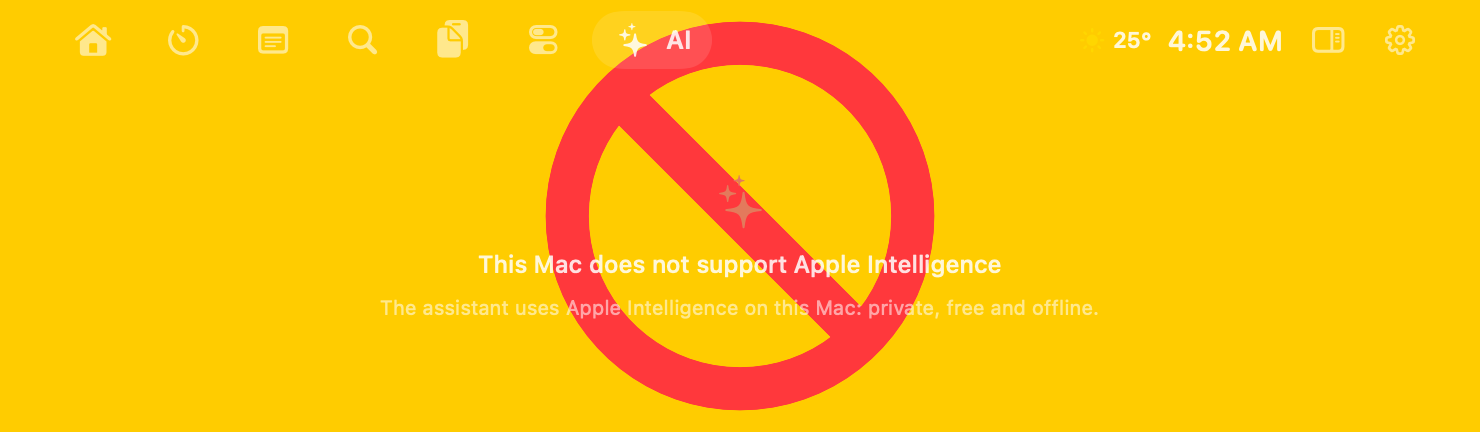 AI
25° 4:52 AM
This Mac does not support Apple Intelligence
The assistant uses Apple Intelligence on this Mac: private, free and offline.